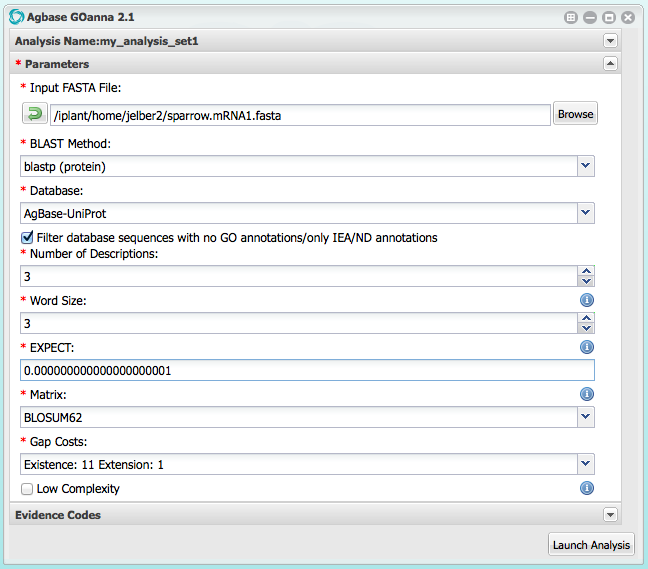 Agbase GOanna 2.1
Analysis Name:my_analysis_set1
* Parameters
* Input FASTA File:
/iplant/home/jelber2/sparrow.mRNA1.fasta Browse
* BLAST Method:
blastp (protein)
* Database:
AgBase-UniProt
Filter database sequences with no GO annotations/only IEA/ND annotations
* Number of Descriptions:
3
* Word Size:
3
* EXPECT:
0.000000000000000000001
* Matrix:
BLOSUM62
* Gap Costs:
Existence: 11 Extension: 1
Low Complexity
Evidence Codes
Launch Analysis